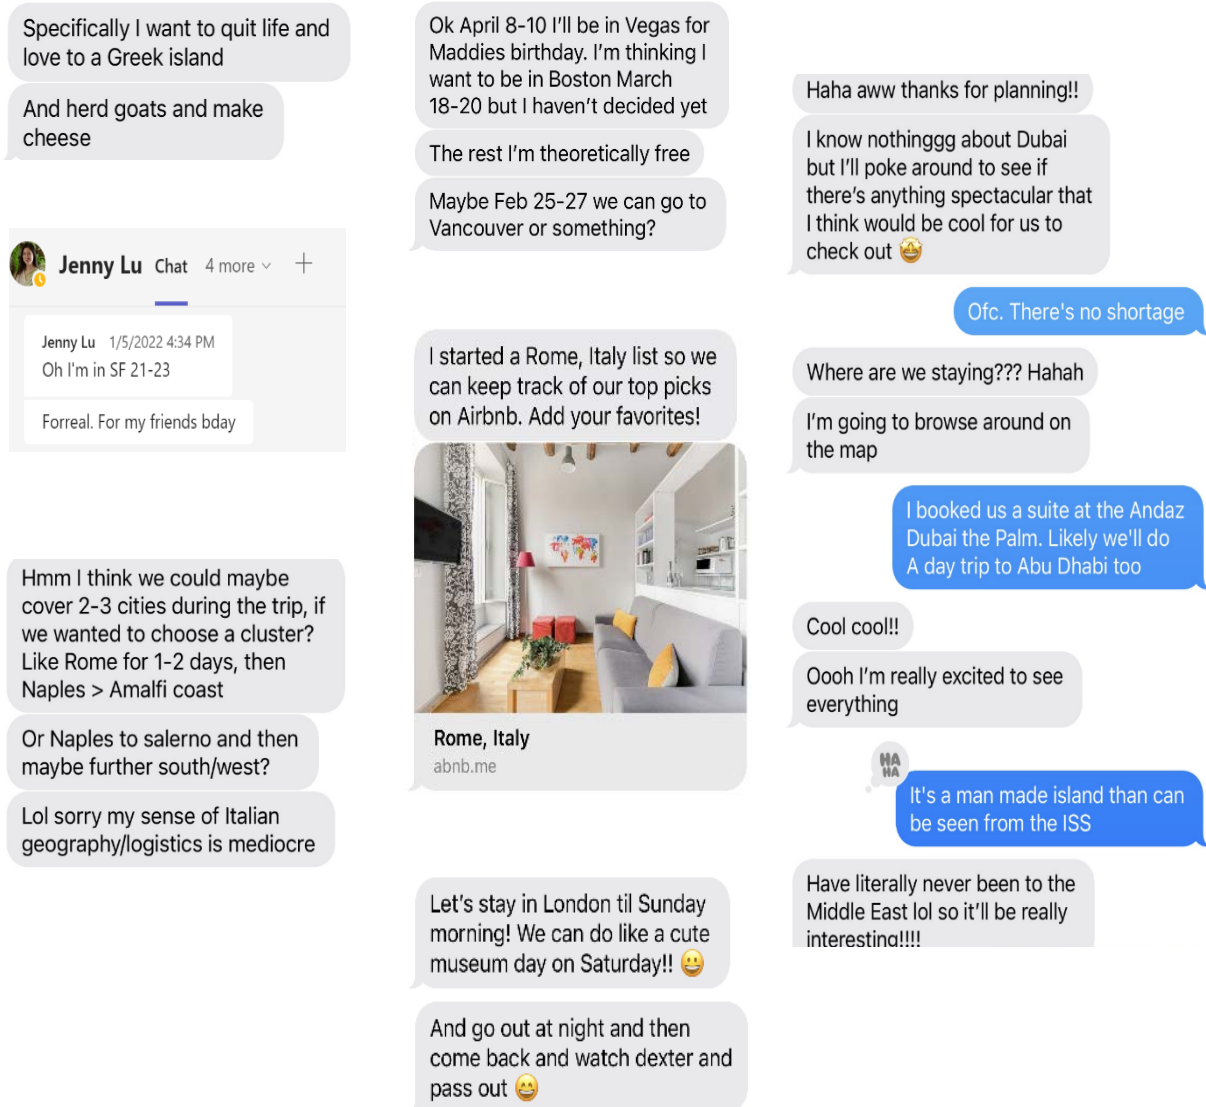 Specifically I want to quit life and
love to a Greek island
And herd goats and make
cheese
Jenny Lu Chat 4 more
Jenny Lu 1/5/2022 4:34 PM
Oh I'm in SF 21-23
Forreal. For my friends bday
Hmm I think we could maybe
cover 2-3 cities during the trip, if
we wanted to choose a cluster?
Like Rome for 1-2 days, then
Naples > Amalfi coast
Or Naples to salerno and then
maybe further south/west?
Lol sorry my sense of Italian
geography/logistics is mediocre
Ok April 8-10 I'll be in Vegas for
Maddies birthday. I'm thinking I
want to be in Boston March
18-20 but I haven't decided yet
The rest I'm theoretically free
Maybe Feb 25-27 we can go to
Vancouver or something?
I started a Rome, Italy list so we
can keep track of our top picks
on Airbnb. Add your favorites!
Rome, Italy
abnb.me
Let's stay in London til Sunday
morning! We can do like a cute
museum day on Saturday!! 😀
And go out at night and then
come back and watch dexter and
pass out 😄
Haha aww thanks for planning!!
I know nothinggg about Dubai
but I'll poke around to see if
there's anything spectacular that
I think would be cool for us to
check out 🤩
Ofc. There's no shortage
Where are we staying??? Hahah
I'm going to browse around on
the map
I booked us a suite at the Andaz
Dubai the Palm. Likely we'll do
A day trip to Abu Dhabi too
Cool cool!!
Oooh I'm really excited to see
everything
HA
HA
It's a man made island than can
be seen from the ISS
Have literally never been to the
Middle East lol so it'll be really
interesting!!!!